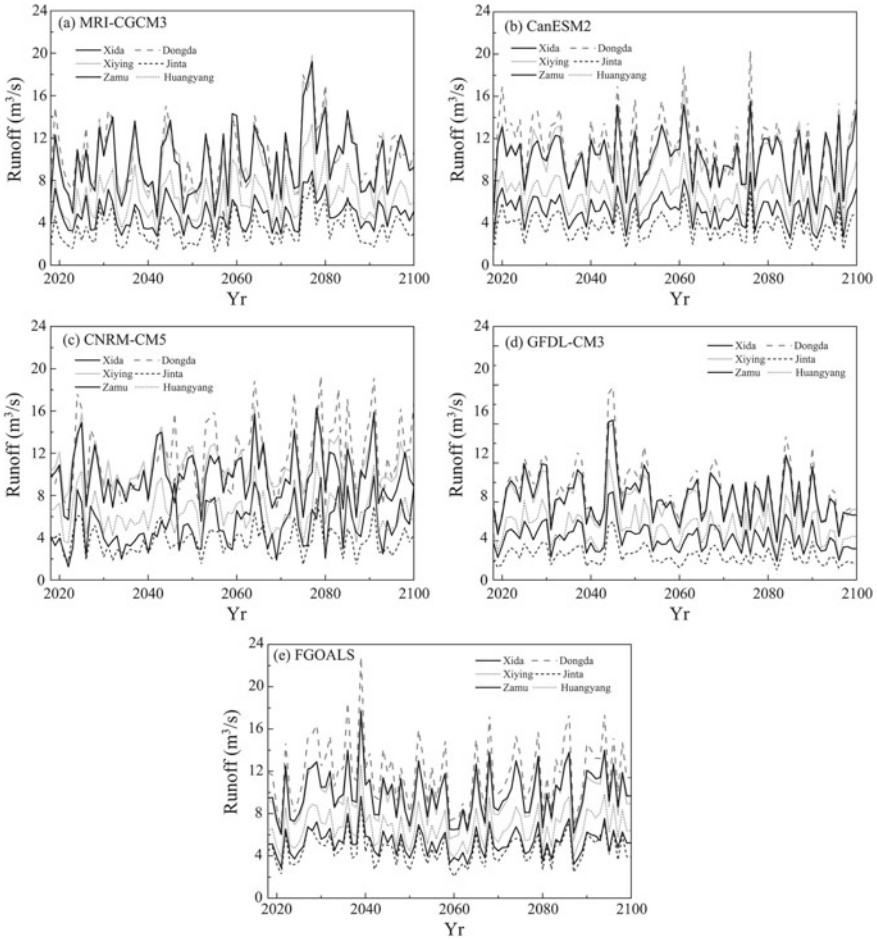 (a) MRI-CGCM3
Xida Dongda
Xiying Jinta
Zamu Huangyang
24
20
16
12
8
4
0
Runoff (m³/s)
2020 2040 2060 2080 2100
Yr
(b) CanESM2
Xida Dongda
Xiying Jinta
Zamu Huangyang
24
20
16
12
8
4
0
Runoff (m³/s)
2020 2040 2060 2080 2100
Yr
(c) CNRM-CM5
Xida Dongda
Xiying Jinta
Zamu Huangyang
24
20
16
12
8
4
0
Runoff (m³/s)
2020 2040 2060 2080 2100
Yr
(d) GFDL-CM3
Xida Dongda
Xiying Jinta
Zamu Huangyang
24
20
16
12
8
4
0
Runoff (m³/s)
2020 2040 2060 2080 2100
Yr
(e) FGOALS
Xida Dongda
Xiying Jinta
Zamu Huangyang
24
20
16
12
8
4
0
Runoff (m³/s)
2020 2040 2060 2080 2100
Yr